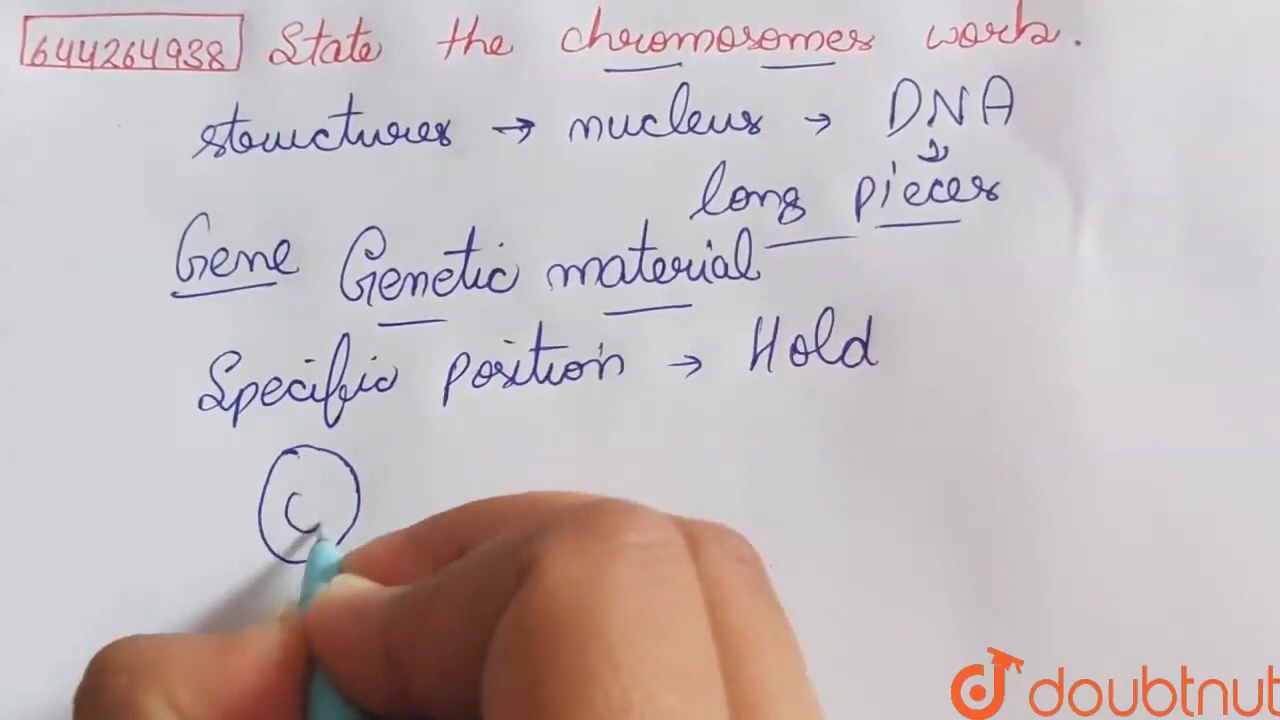 644264938 State the chromosomes work.
structures → nucleus → DNA
long pieces
Gene Genetic material
Specific position → Hold
C
doubtnut